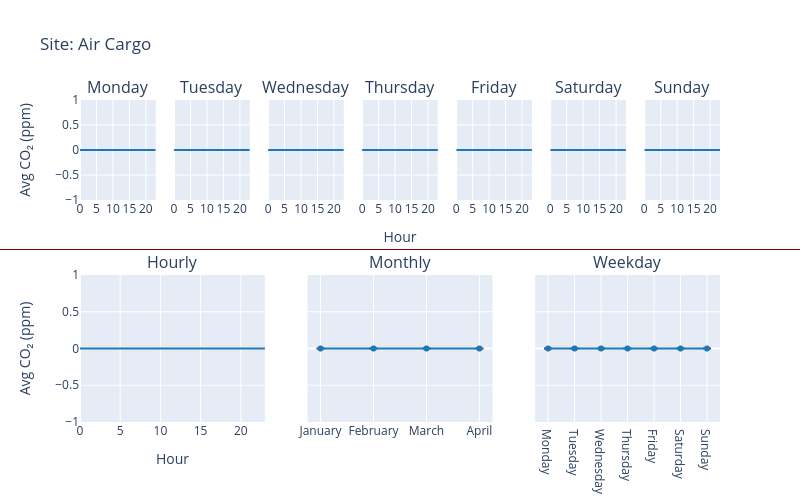 Site: Air Cargo
Monday Tuesday Wednesday Thursday Friday Saturday Sunday
Avg CO₂ (ppm)
1
0.5
0
−0.5
−1
0 5 10 15 20 0 5 10 15 20 0 5 10 15 20 0 5 10 15 20 0 5 10 15 20 0 5 10 15 20 0 5 10 15 20
Hour
Hourly Monthly Weekday
Avg CO₂ (ppm)
1
0.5
0
−0.5
−1
0 5 10 15 20
Hour
January February March April
Monday
Tuesday
Wednesday
Thursday
Friday
Saturday
Sunday